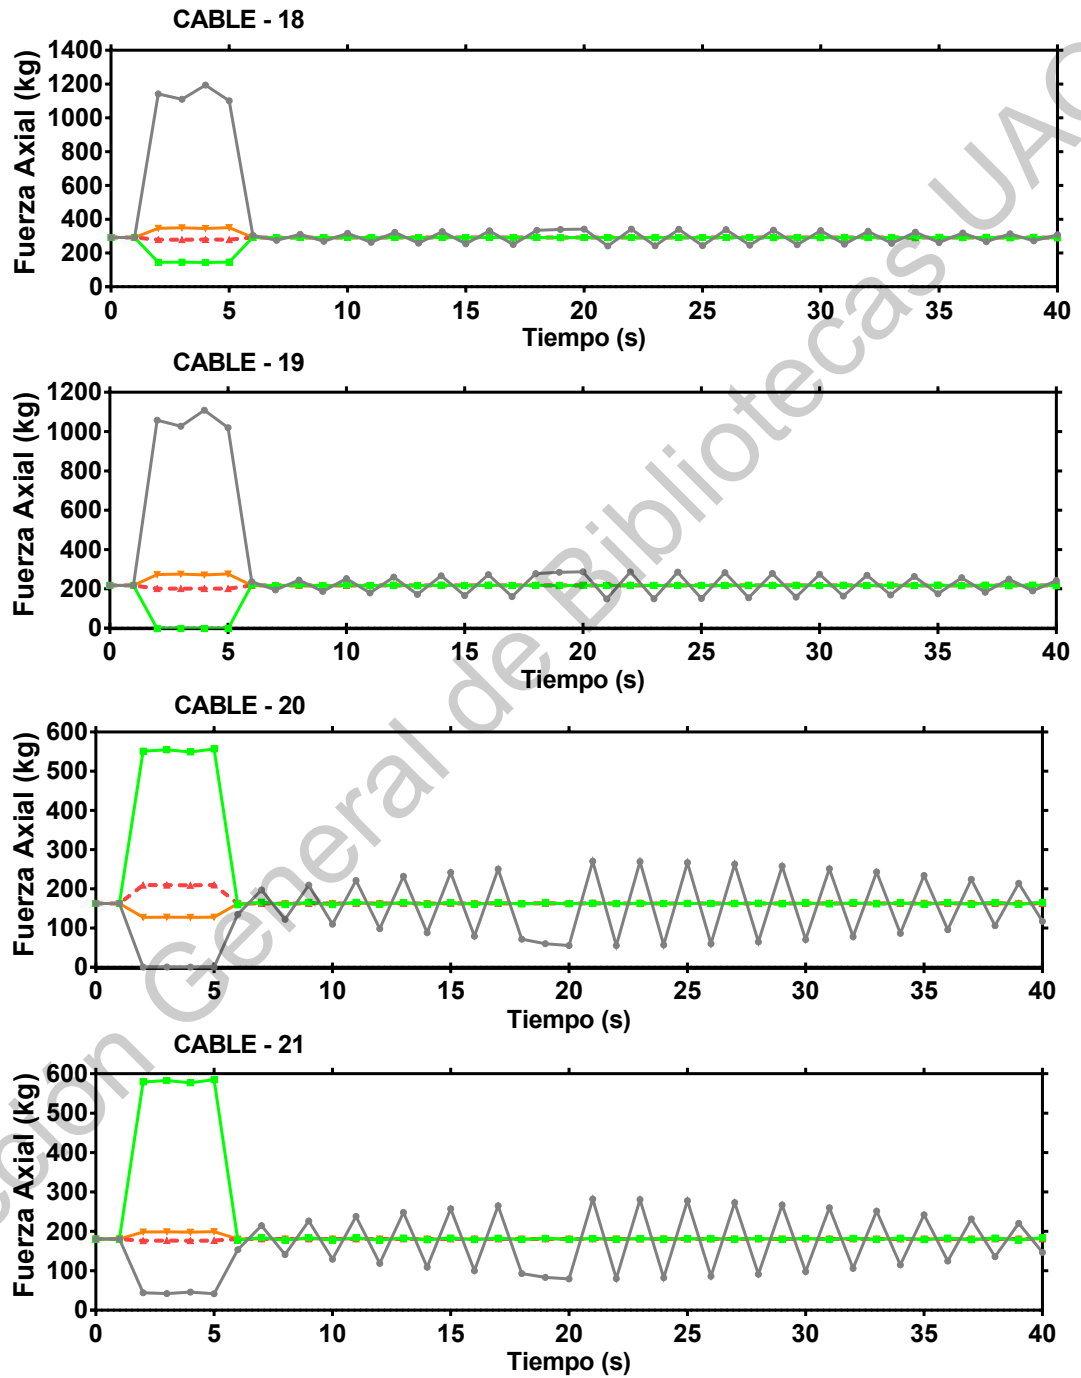 CABLE - 18
1400
1200
1000
800
600
400
200
0
Fuerza Axial (kg)
0 5 10 15 20 25 30 35 40
Tiempo (s)
CABLE - 19
1200
1000
800
600
400
200
0
Fuerza Axial (kg)
0 5 10 15 20 25 30 35 40
Tiempo (s)
CABLE - 20
600
500
400
300
200
100
0
Fuerza Axial (kg)
0 5 10 15 20 25 30 35 40
Tiempo (s)
CABLE - 21
600
500
400
300
200
100
0
Fuerza Axial (kg)
0 5 10 15 20 25 30 35 40
Tiempo (s)
cción General de Bibliotecas UAQ